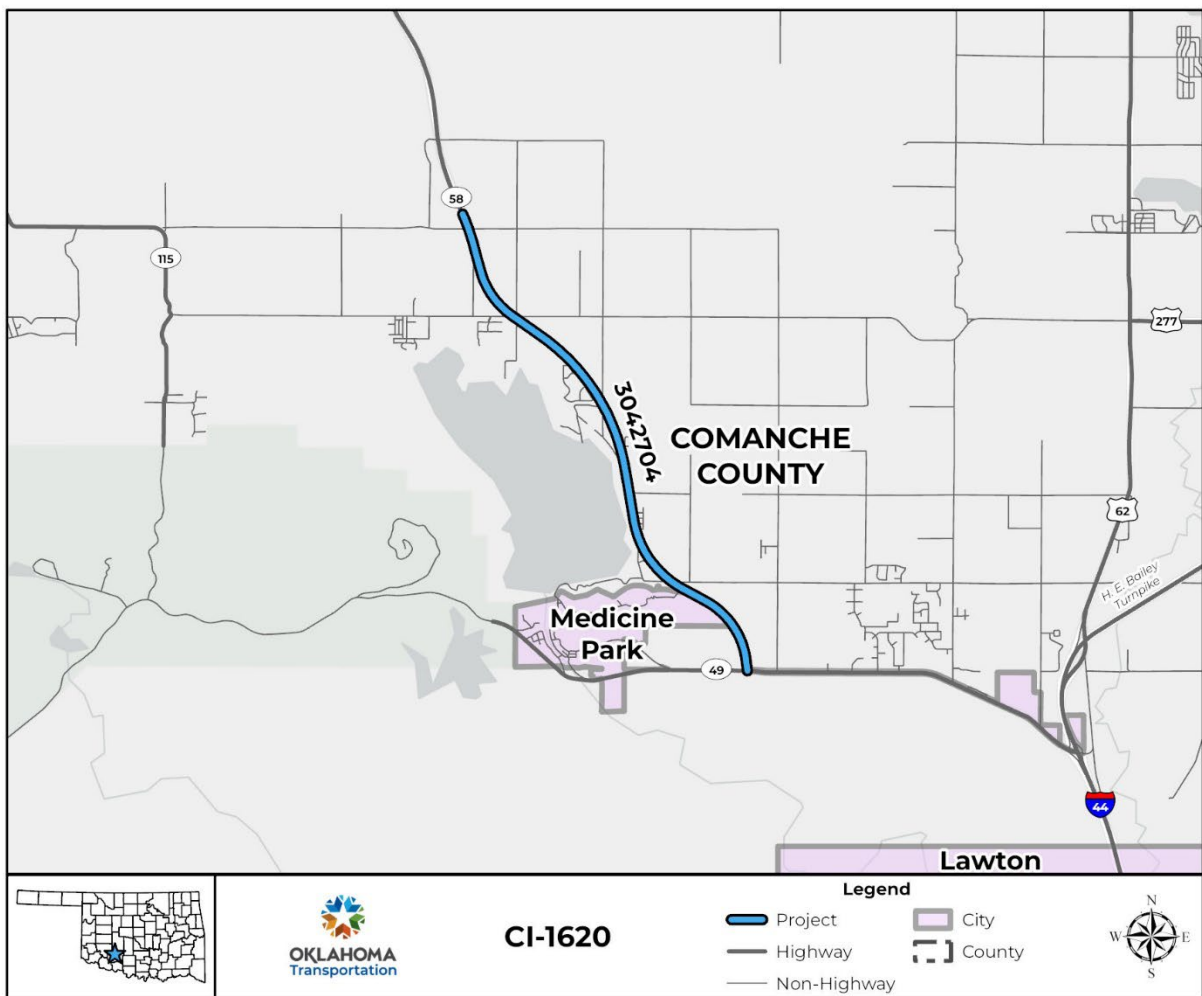 58
115
277
3042704
COMANCHE
COUNTY
62
H. E. Bailey
Turnpike
Medicine
Park
49
44
Lawton
OKLAHOMA
Transportation
CI-1620
Legend
Project
Highway
Non-Highway
City
County
N
W
E
S